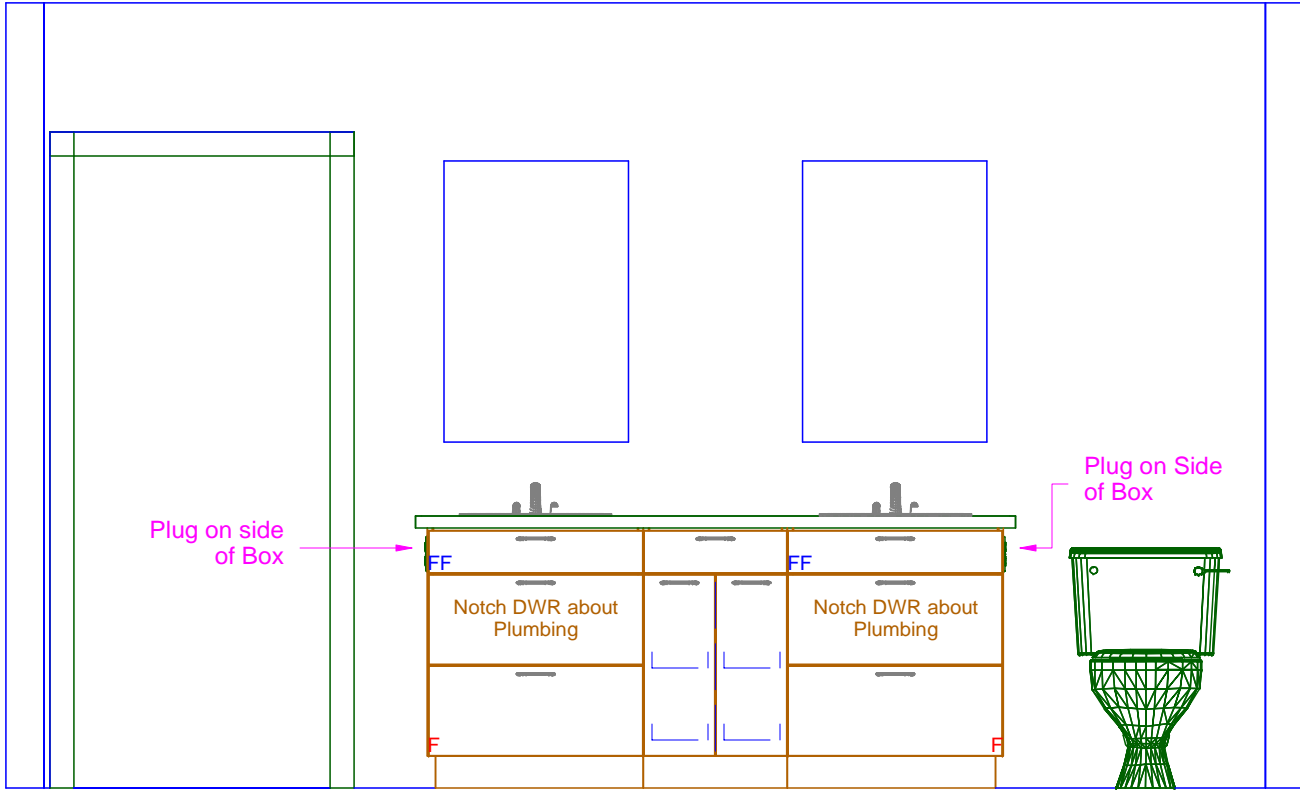 Plug on Side
of Box
Plug on side
of Box
FF
FF
Notch DWR about
Plumbing
Notch DWR about
Plumbing
F
F